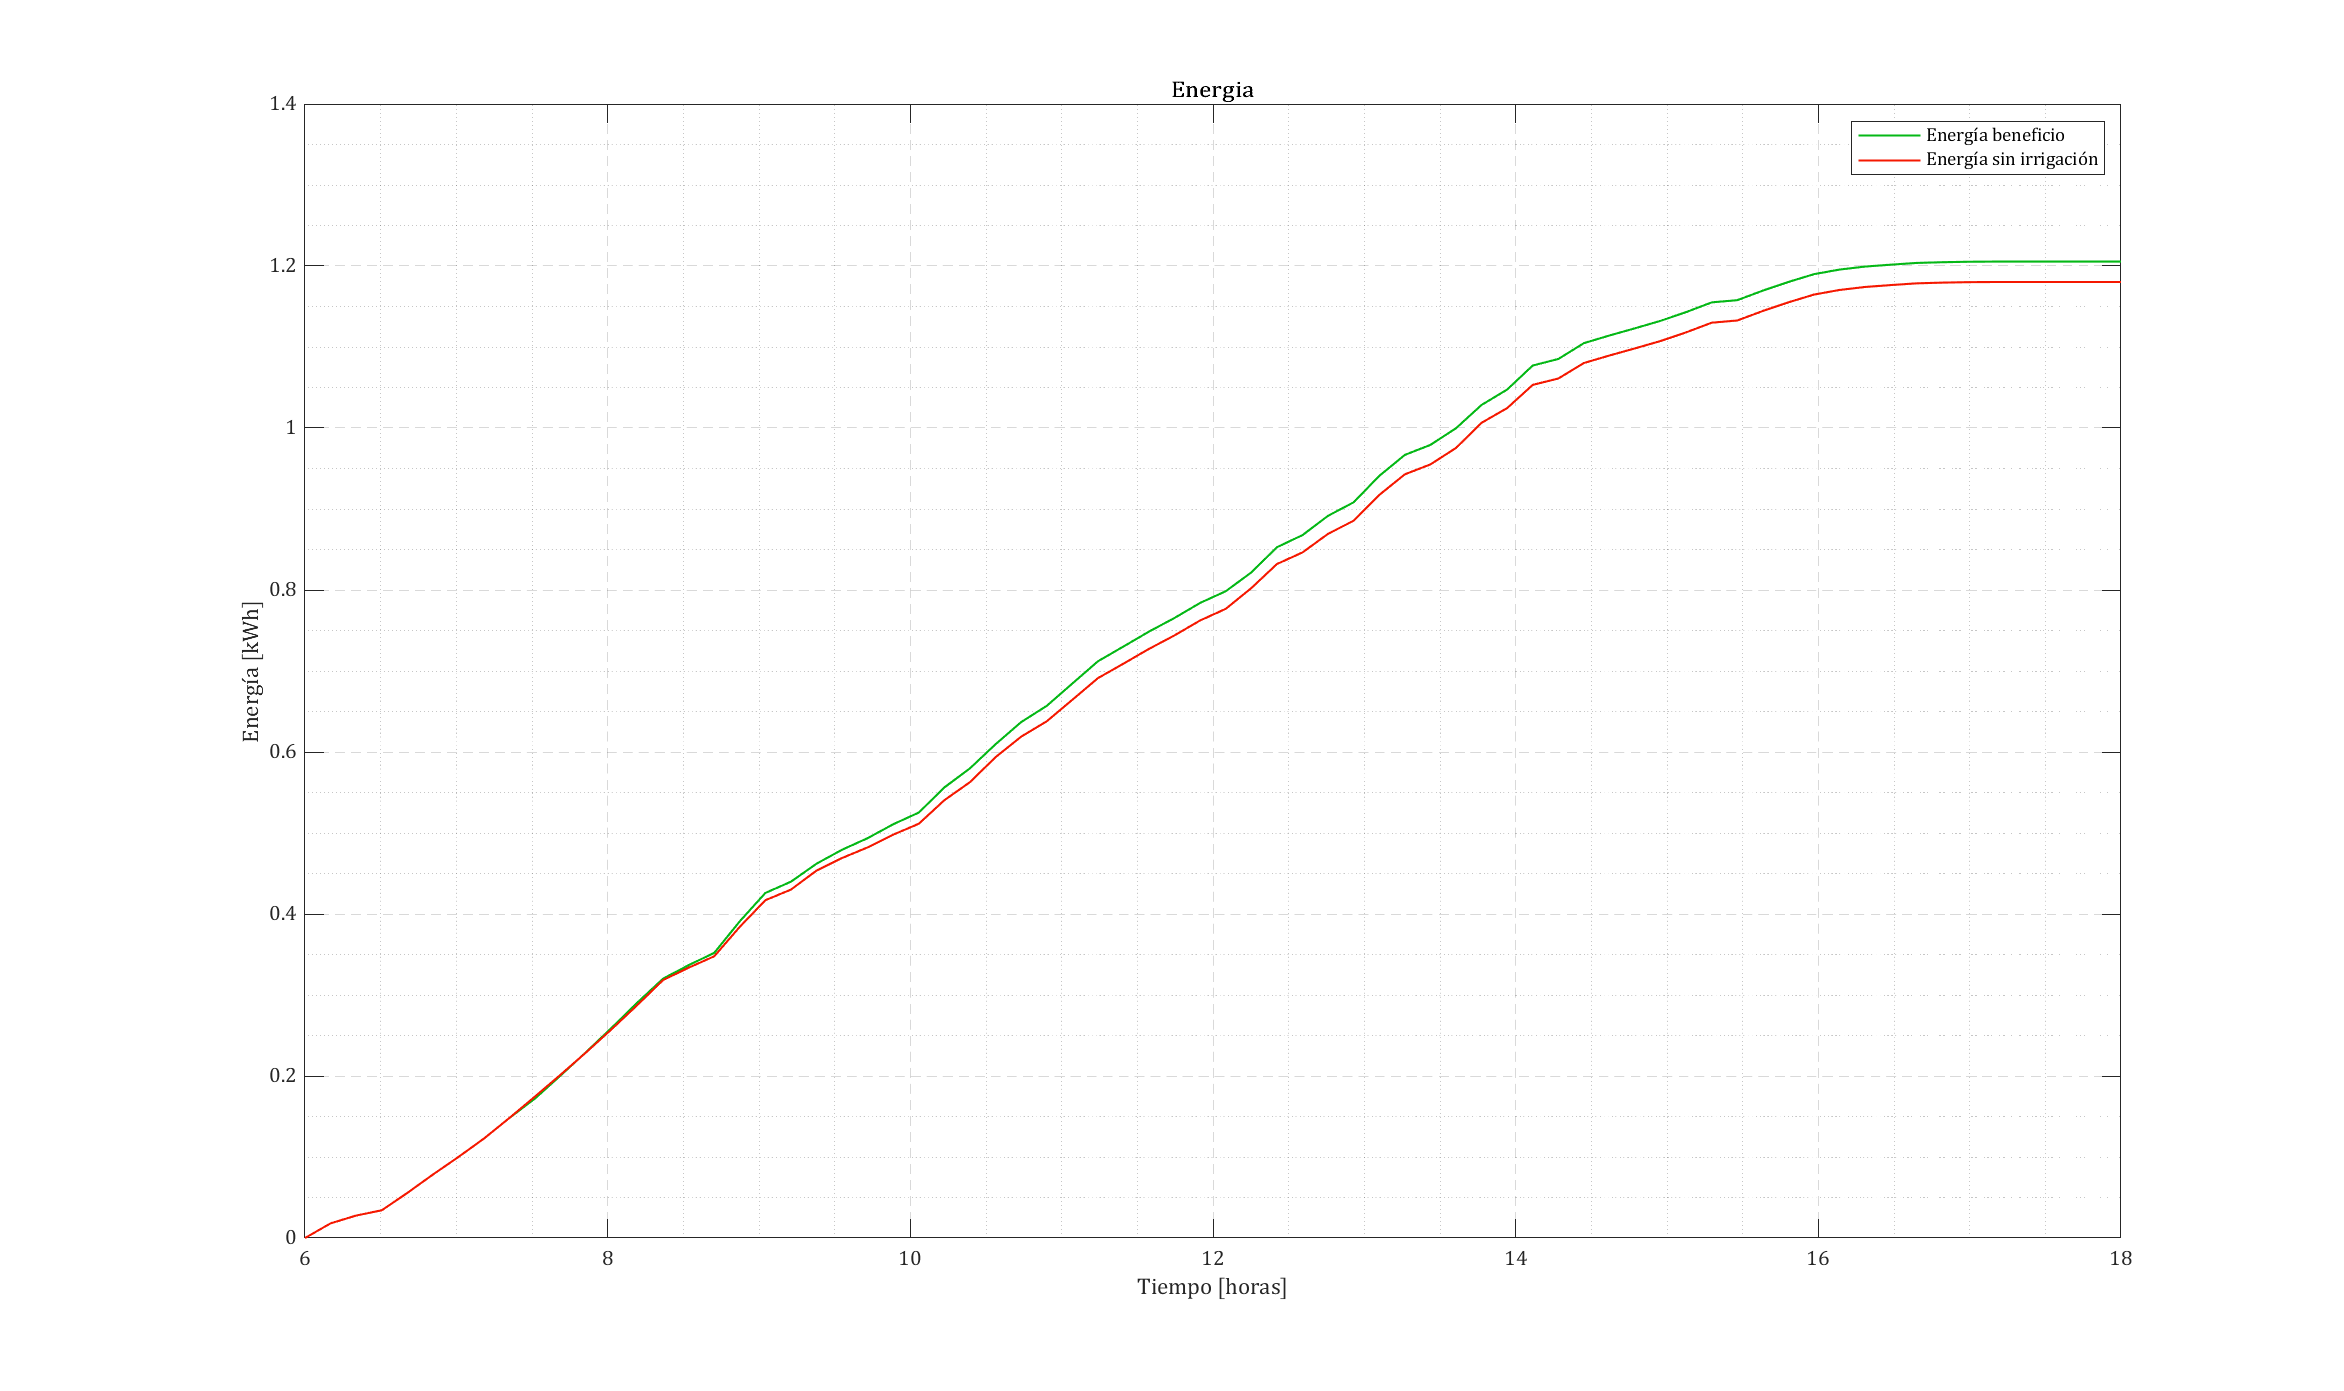 Energia
1.4
1.2
1
0.8
0.6
0.4
0.2
0
Energía [kWh]
Energía beneficio
Energía sin irrigación
6 8 10 12 14 16 18
Tiempo [horas]